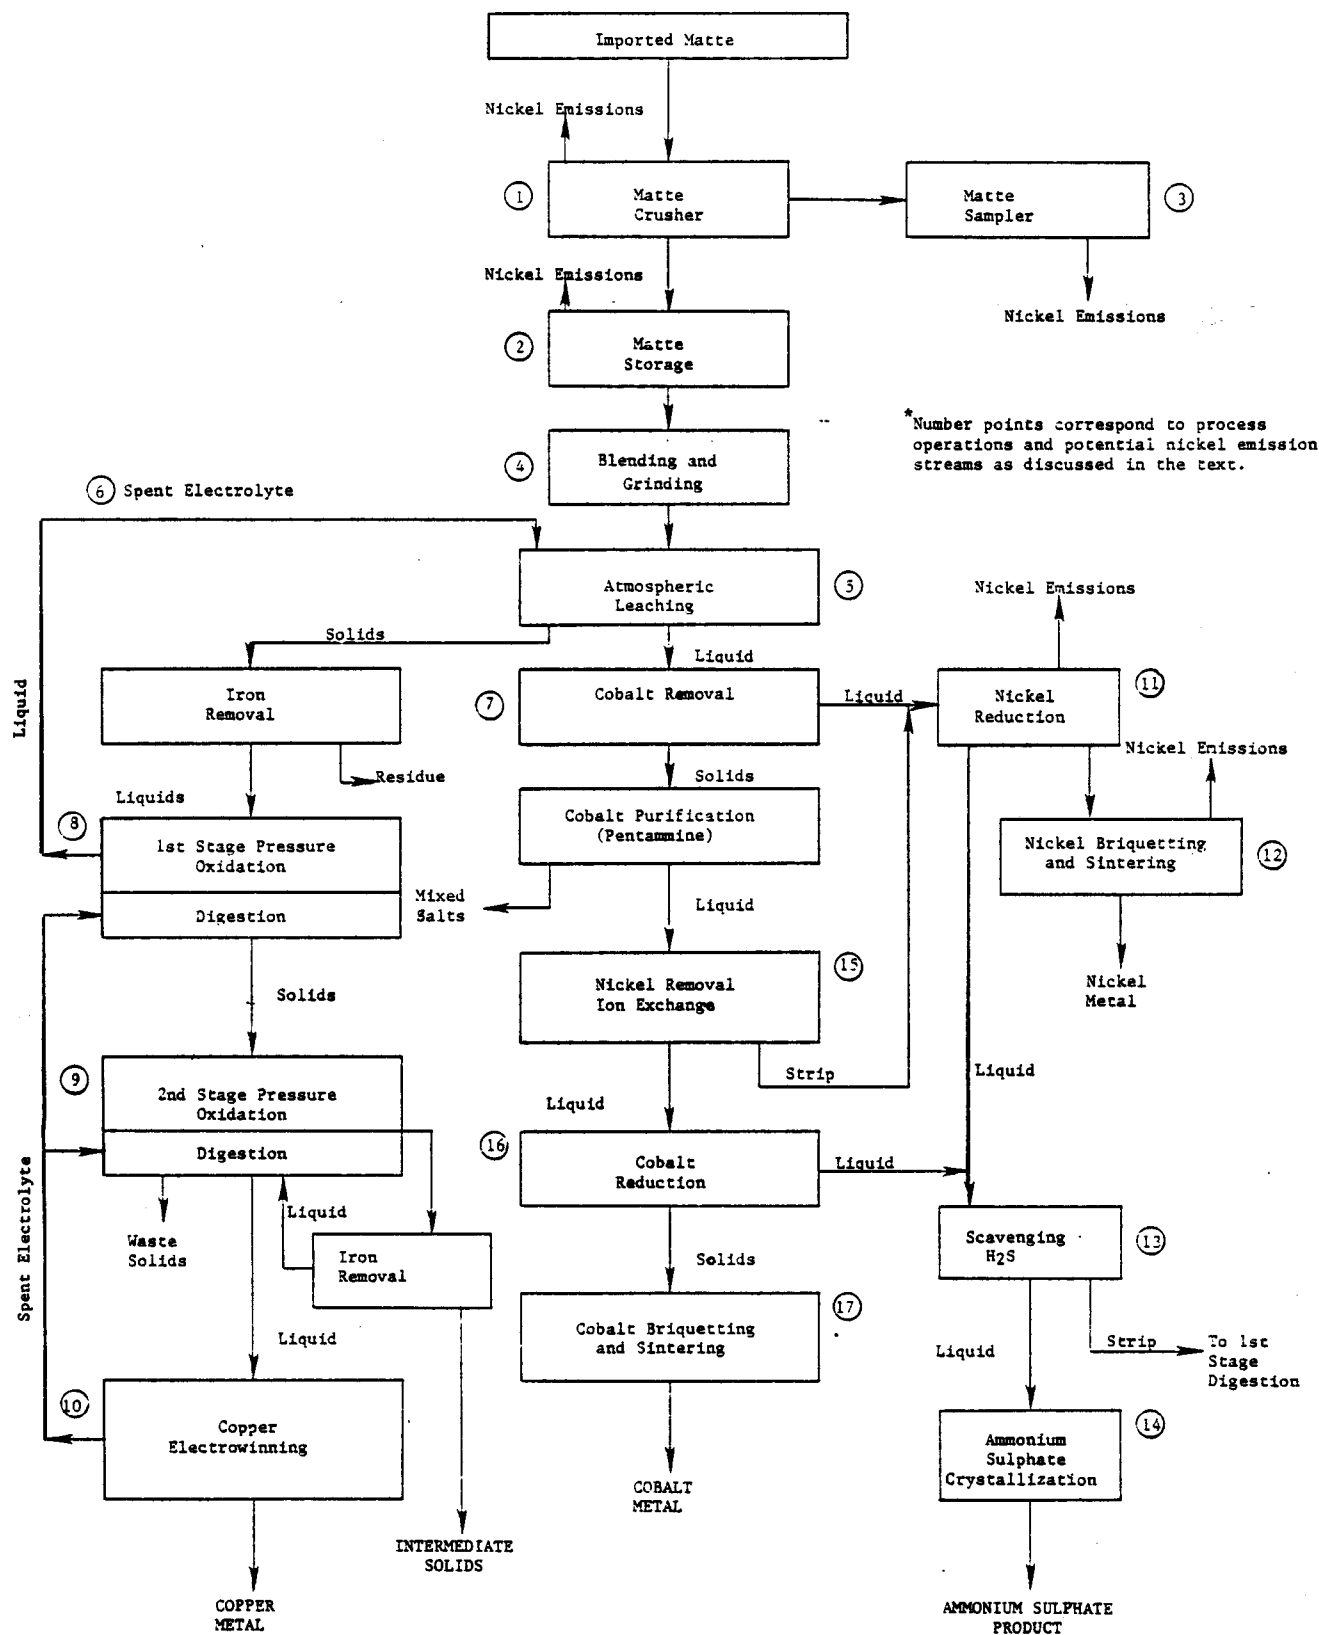 Imported Matte
Nickel Emissions
1
Matte
Crusher
Matte
Sampler
3
Nickel Emissions
Nickel Emissions
2
Matte
Storage
*Number points correspond to process
operations and potential nickel emission
streams as discussed in the text.
4
Blending and
Grinding
6 Spent Electrolyte
Atmospheric
Leaching
5
Solids
Liquid
Nickel Emissions
Iron
Removal
7
Cobalt Removal
Liquid
Nickel
Reduction
11
Liquid
Residue
Solids
Nickel Emissions
Liquids
8
1st Stage Pressure
Oxidation
Cobalt Purification
(Pentammine)
Nickel Briquetting
and Sintering
12
Digestion
Mixed
Salts
Liquid
Solids
Nickel Removal
Ion Exchange
15
Nickel
Metal
9
2nd Stage Pressure
Oxidation
Strip
Liquid
Liquid
Digestion
16
Cobalt
Reduction
Liquid
Spent Electrolyte
Waste
Solids
Liquid
Iron
Removal
Solids
Scavenging
H2S
13
Liquid
Cobalt Briquetting
and Sintering
17
Liquid
Strip
To 1st
Stage
Digestion
10
Copper
Electrowinning
Ammonium
Sulphate
Crystallization
14
COBALT
METAL
INTERMEDIATE
SOLIDS
COPPER
METAL
AMMONIUM SULPHATE
PRODUCT